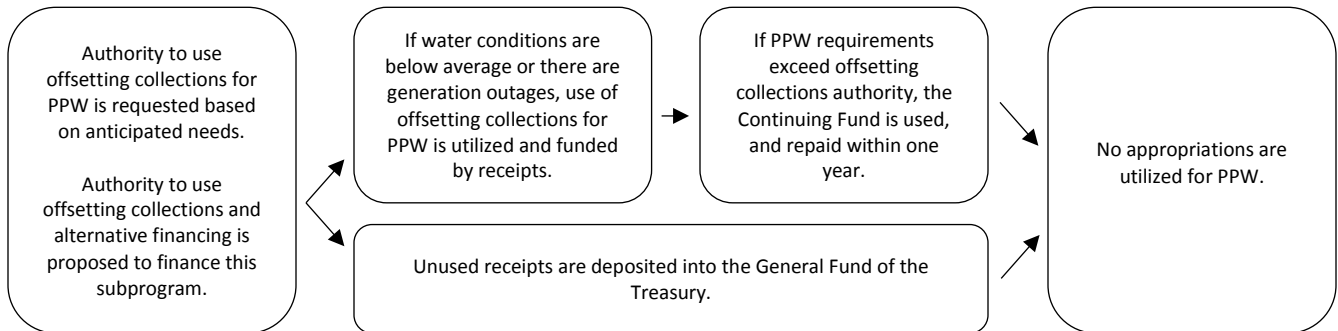 Authority to use
offsetting collections for
PPW is requested based
on anticipated needs.
Authority to use
offsetting collections and
alternative financing is
proposed to finance this
subprogram.
If water conditions are
below average or there are
generation outages, use of
offsetting collections for
PPW is utilized and funded
by receipts.
If PPW requirements
exceed offsetting
collections authority, the
Continuing Fund is used,
and repaid within one
year.
Unused receipts are deposited into the General Fund of the
Treasury.
No appropriations are
utilized for PPW.